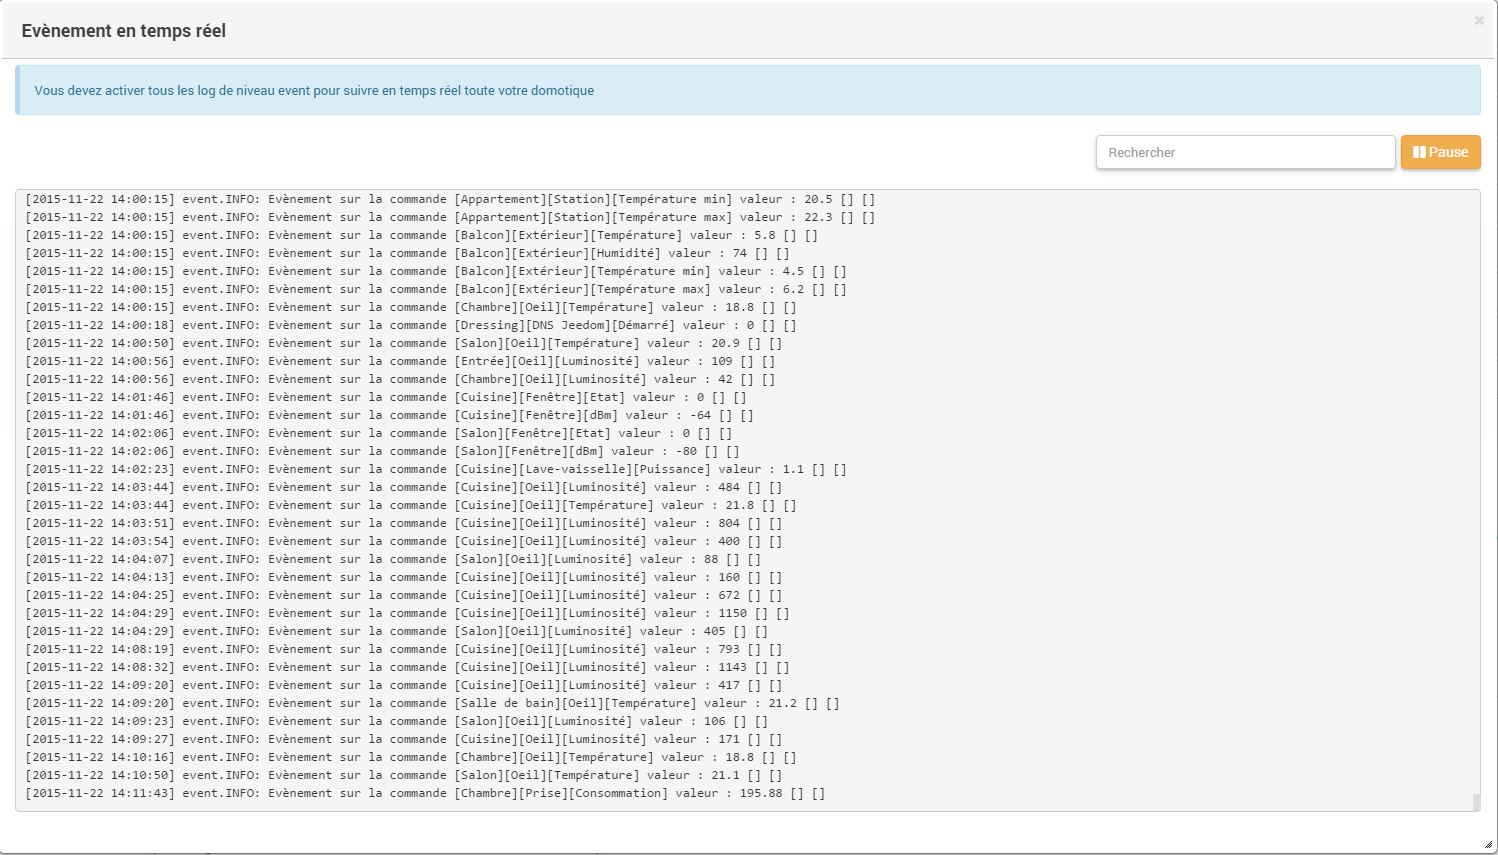 Evènement en temps réel
Vous devez activer tous les log de niveau event pour suivre en temps réel toute votre domotique
Rechercher
Pause
[2015-11-22 14:00:15] event.INFO: Evènement sur la commande [Appartement][Station][Température min] valeur : 20.5 [] []
[2015-11-22 14:00:15] event.INFO: Evènement sur la commande [Appartement][Station][Température max] valeur : 22.3 [] []
[2015-11-22 14:00:15] event.INFO: Evènement sur la commande [Balcon][Extérieur][Température] valeur : 5.8 [] []
[2015-11-22 14:00:15] event.INFO: Evènement sur la commande [Balcon][Extérieur][Humidité] valeur : 74 [] []
[2015-11-22 14:00:15] event.INFO: Evènement sur la commande [Balcon][Extérieur][Température min] valeur : 4.5 [] []
[2015-11-22 14:00:15] event.INFO: Evènement sur la commande [Balcon][Extérieur][Température max] valeur : 6.2 [] []
[2015-11-22 14:00:15] event.INFO: Evènement sur la commande [Chambre][Oeil][Température] valeur : 18.8 [] []
[2015-11-22 14:00:18] event.INFO: Evènement sur la commande [Dressing][DNS Jeedom][Démarré] valeur : 0 [] []
[2015-11-22 14:00:50] event.INFO: Evènement sur la commande [Salon][Oeil][Température] valeur : 20.9 [] []
[2015-11-22 14:00:56] event.INFO: Evènement sur la commande [Entrée][Oeil][Luminosité] valeur : 109 [] []
[2015-11-22 14:00:56] event.INFO: Evènement sur la commande [Chambre][Oeil][Luminosité] valeur : 42 [] []
[2015-11-22 14:01:46] event.INFO: Evènement sur la commande [Cuisine][Fenêtre][Etat] valeur : 0 [] []
[2015-11-22 14:01:46] event.INFO: Evènement sur la commande [Cuisine][Fenêtre][dBm] valeur : -64 [] []
[2015-11-22 14:02:06] event.INFO: Evènement sur la commande [Salon][Fenêtre][Etat] valeur : 0 [] []
[2015-11-22 14:02:06] event.INFO: Evènement sur la commande [Salon][Fenêtre][dBm] valeur : -80 [] []
[2015-11-22 14:02:23] event.INFO: Evènement sur la commande [Cuisine][Lave-vaisselle][Puissance] valeur : 1.1 [] []
[2015-11-22 14:03:44] event.INFO: Evènement sur la commande [Cuisine][Oeil][Luminosité] valeur : 484 [] []
[2015-11-22 14:03:44] event.INFO: Evènement sur la commande [Cuisine][Oeil][Température] valeur : 21.8 [] []
[2015-11-22 14:03:51] event.INFO: Evènement sur la commande [Cuisine][Oeil][Luminosité] valeur : 804 [] []
[2015-11-22 14:03:54] event.INFO: Evènement sur la commande [Cuisine][Oeil][Luminosité] valeur : 400 [] []
[2015-11-22 14:04:07] event.INFO: Evènement sur la commande [Salon][Oeil][Luminosité] valeur : 88 [] []
[2015-11-22 14:04:13] event.INFO: Evènement sur la commande [Cuisine][Oeil][Luminosité] valeur : 160 [] []
[2015-11-22 14:04:25] event.INFO: Evènement sur la commande [Cuisine][Oeil][Luminosité] valeur : 672 [] []
[2015-11-22 14:04:29] event.INFO: Evènement sur la commande [Cuisine][Oeil][Luminosité] valeur : 1150 [] []
[2015-11-22 14:04:29] event.INFO: Evènement sur la commande [Salon][Oeil][Luminosité] valeur : 405 [] []
[2015-11-22 14:08:19] event.INFO: Evènement sur la commande [Cuisine][Oeil][Luminosité] valeur : 793 [] []
[2015-11-22 14:08:32] event.INFO: Evènement sur la commande [Cuisine][Oeil][Luminosité] valeur : 1143 [] []
[2015-11-22 14:09:20] event.INFO: Evènement sur la commande [Cuisine][Oeil][Luminosité] valeur : 417 [] []
[2015-11-22 14:09:20] event.INFO: Evènement sur la commande [Salle de bain][Oeil][Température] valeur : 21.2 [] []
[2015-11-22 14:09:23] event.INFO: Evènement sur la commande [Salon][Oeil][Luminosité] valeur : 106 [] []
[2015-11-22 14:09:27] event.INFO: Evènement sur la commande [Cuisine][Oeil][Luminosité] valeur : 171 [] []
[2015-11-22 14:10:16] event.INFO: Evènement sur la commande [Chambre][Oeil][Température] valeur : 18.8 [] []
[2015-11-22 14:10:50] event.INFO: Evènement sur la commande [Salon][Oeil][Température] valeur : 21.1 [] []
[2015-11-22 14:11:43] event.INFO: Evènement sur la commande [Chambre][Prise][Consommation] valeur : 195.88 [] []